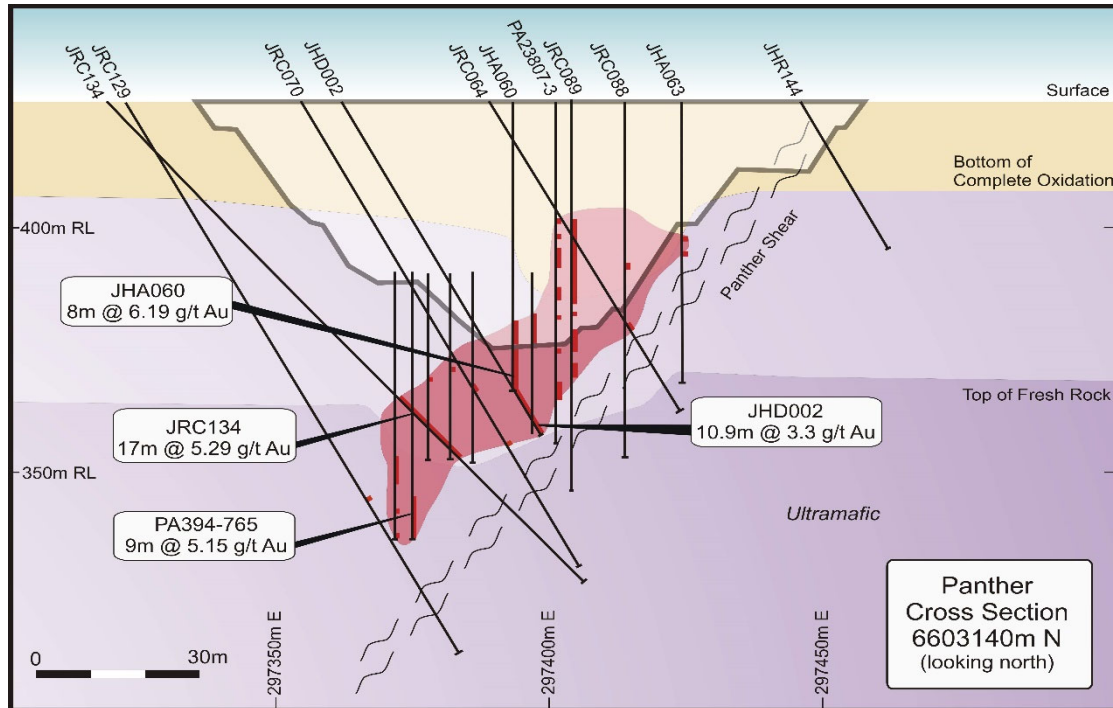 JRC134
JRC129
JRC070
JHD002
JRC064
JHA060
PA23807-3
JRC089
JRC088
JHA063
JHR144
Surface
Bottom of
Complete Oxidation
400m RL
Panther Shear
JHA060
8m @ 6.19 g/t Au
Top of Fresh Rock
JRC134
17m @ 5.29 g/t Au
JHD002
10.9m @ 3.3 g/t Au
350m RL
PA394-765
9m @ 5.15 g/t Au
Ultramafic
Panther
Cross Section
6603140m N
(looking north)
0 30m
297350m E
297400m E
297450m E